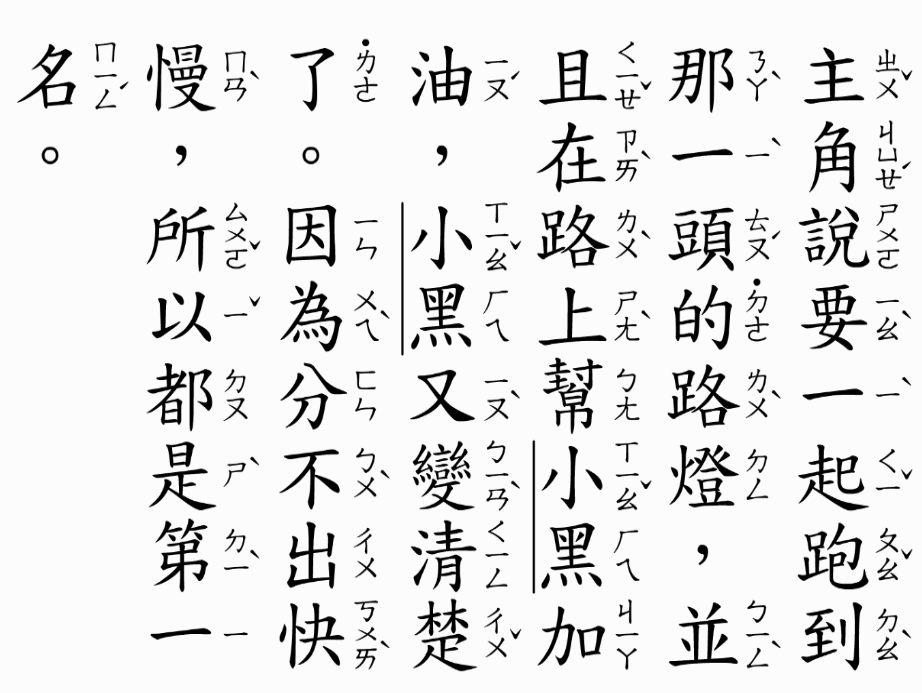 主角說要一起跑到
那一頭的路燈，並
且在路上幫小黑加
油，小黑又變清楚
了。因為分不出快
慢，所以都是第一
名。